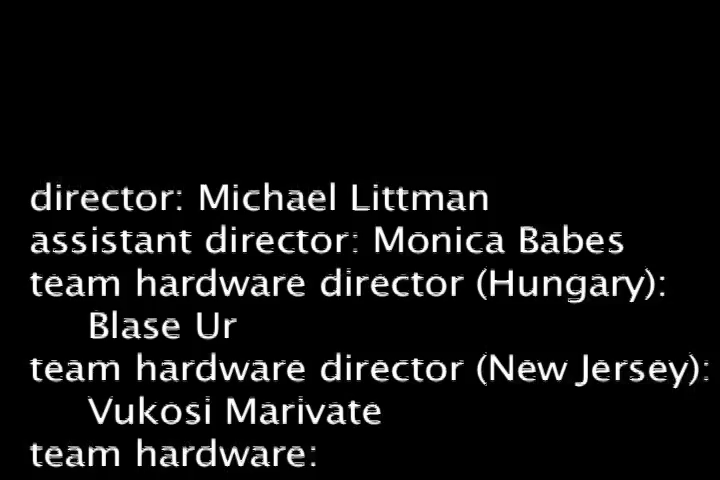 director: Michael Littman
assistant director: Monica Babes
team hardware director (Hungary):
Blase Ur
team hardware director (New Jersey):
Vukosi Marivate
team hardware: